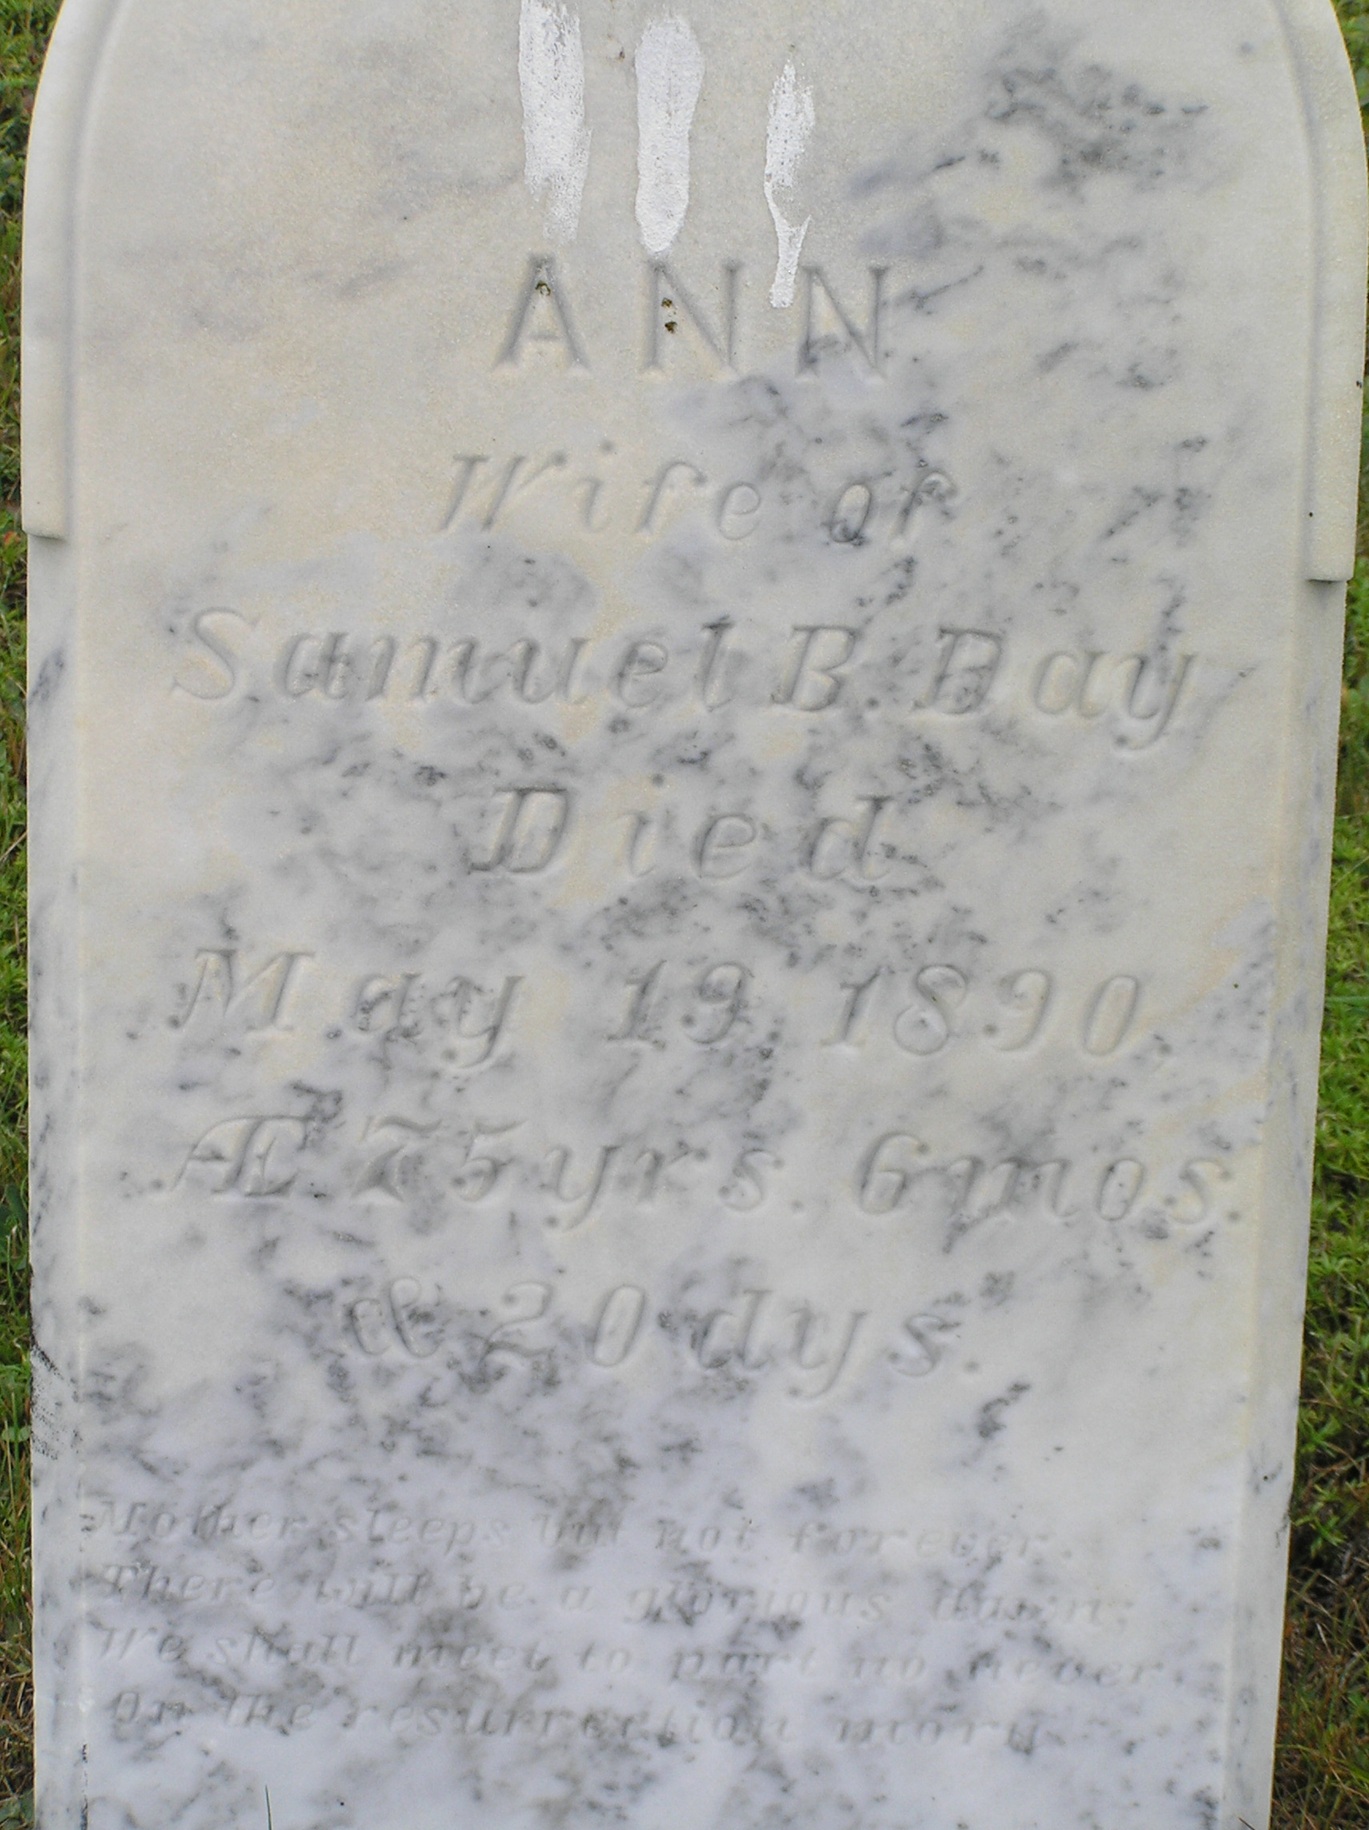 ANN
Wife of
Samuel B. Day
Died
May 19, 1890,
Æ. 75 yrs. 6 mos.
& 20 dys.
Mother sleeps but not forever,
There will be a glorious dawn;
We shall meet to part no never,
On the resurrection morn